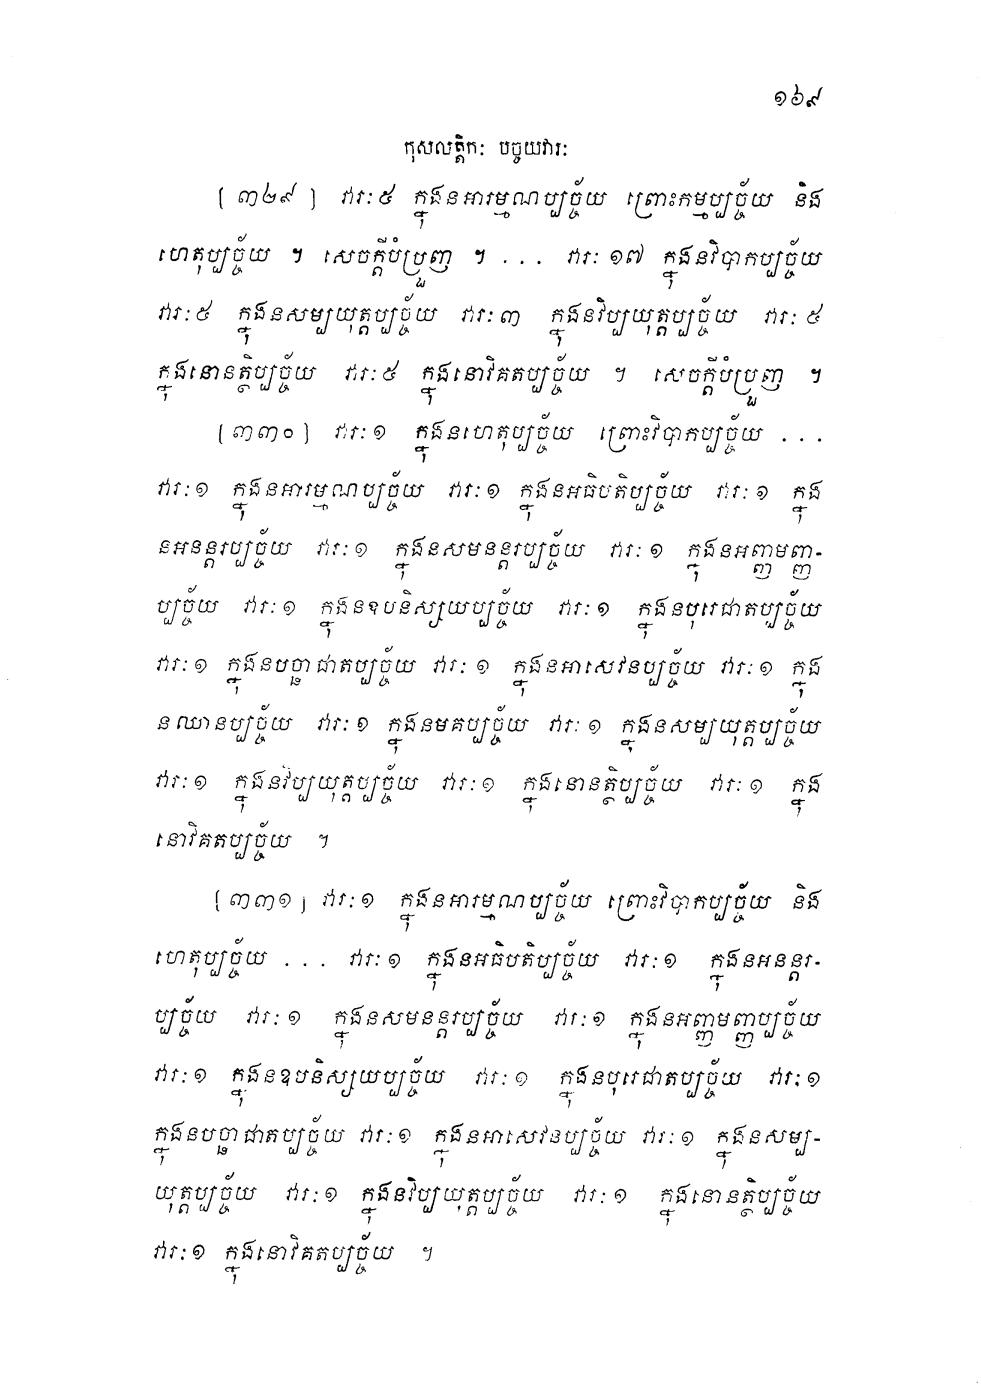 ១៦៩
កុសលត្តិកៈ បច្ចយវារៈ
[៣២៩] វារៈ៥ ក្នុងនអារម្មណប្បច្ច័យ ព្រោះកម្មប្បច្ច័យ និង
ហេតុប្បច្ច័យ ។ សេចក្តីបំប្រួញ ។ ... វារៈ១៧ ក្នុងនវិបាកប្បច្ច័យ
វារៈ៥ ក្នុងនសម្បយុត្តប្បច្ច័យ វារៈ៣ ក្នុងនវិប្បយុត្តប្បច្ច័យ វារៈ៥
ក្នុងនោនត្ថិប្បច្ច័យ វារៈ៥ ក្នុងនោវិគតប្បច្ច័យ ។ សេចក្តីបំប្រួញ ។
[៣៣០] វារៈ១ ក្នុងនហេតុប្បច្ច័យ ព្រោះវិបាកប្បច្ច័យ ...
វារៈ១ ក្នុងនអារម្មណប្បច្ច័យ វារៈ១ ក្នុងនអធិបតិប្បច្ច័យ វារៈ១ ក្នុង
នអនន្តរប្បច្ច័យ វារៈ១ ក្នុងនសមនន្តរប្បច្ច័យ វារៈ១ ក្នុងនអញ្ញមញ្ញ-
ប្បច្ច័យ វារៈ១ ក្នុងនឧបនិស្សយប្បច្ច័យ វារៈ១ ក្នុងនបុរេជាតប្បច្ច័យ
វារៈ១ ក្នុងនបច្ឆាជាតប្បច្ច័យ វារៈ១ ក្នុងនអាសេវនប្បច្ច័យ វារៈ១ ក្នុង
នឈានប្បច្ច័យ វារៈ១ ក្នុងនមគប្បច្ច័យ វារៈ១ ក្នុងនសម្បយុត្តប្បច្ច័យ
វារៈ១ ក្នុងនវិប្បយុត្តប្បច្ច័យ វារៈ១ ក្នុងនោនត្ថិប្បច្ច័យ វារៈ១ ក្នុង
នោវិគតប្បច្ច័យ ។
[៣៣១] វារៈ១ ក្នុងនអារម្មណប្បច្ច័យ ព្រោះវិបាកប្បច្ច័យ និង
ហេតុប្បច្ច័យ ... វារៈ១ ក្នុងនអធិបតិប្បច្ច័យ វារៈ១ ក្នុងនអនន្តរ-
ប្បច្ច័យ វារៈ១ ក្នុងនសមនន្តរប្បច្ច័យ វារៈ១ ក្នុងនអញ្ញមញ្ញប្បច្ច័យ
វារៈ១ ក្នុងនឧបនិស្សយប្បច្ច័យ វារៈ១ ក្នុងនបុរេជាតប្បច្ច័យ វារៈ១
ក្នុងនបច្ឆាជាតប្បច្ច័យ វារៈ១ ក្នុងនអាសេវនប្បច្ច័យ វារៈ១ ក្នុងនសម្ប-
យុត្តប្បច្ច័យ វារៈ១ ក្នុងនវិប្បយុត្តប្បច្ច័យ វារៈ១ ក្នុងនោនត្ថិប្បច្ច័យ
វារៈ១ ក្នុងនោវិគតប្បច្ច័យ ។